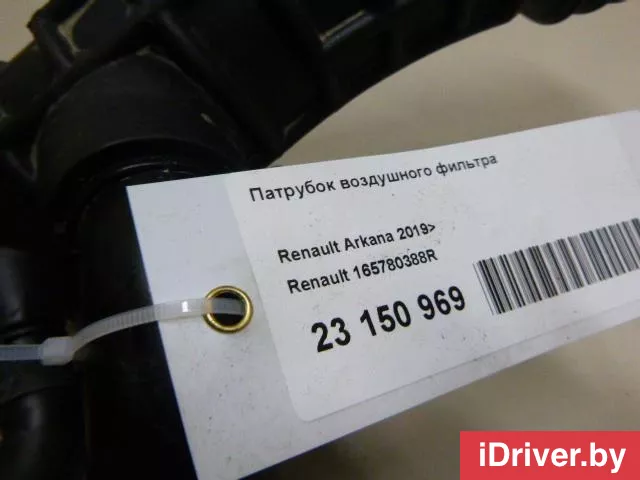 Патрубок воздушного фильтра
Renault Arkana 2019>
Renault 165780388R
23 150 969
iDriver.by